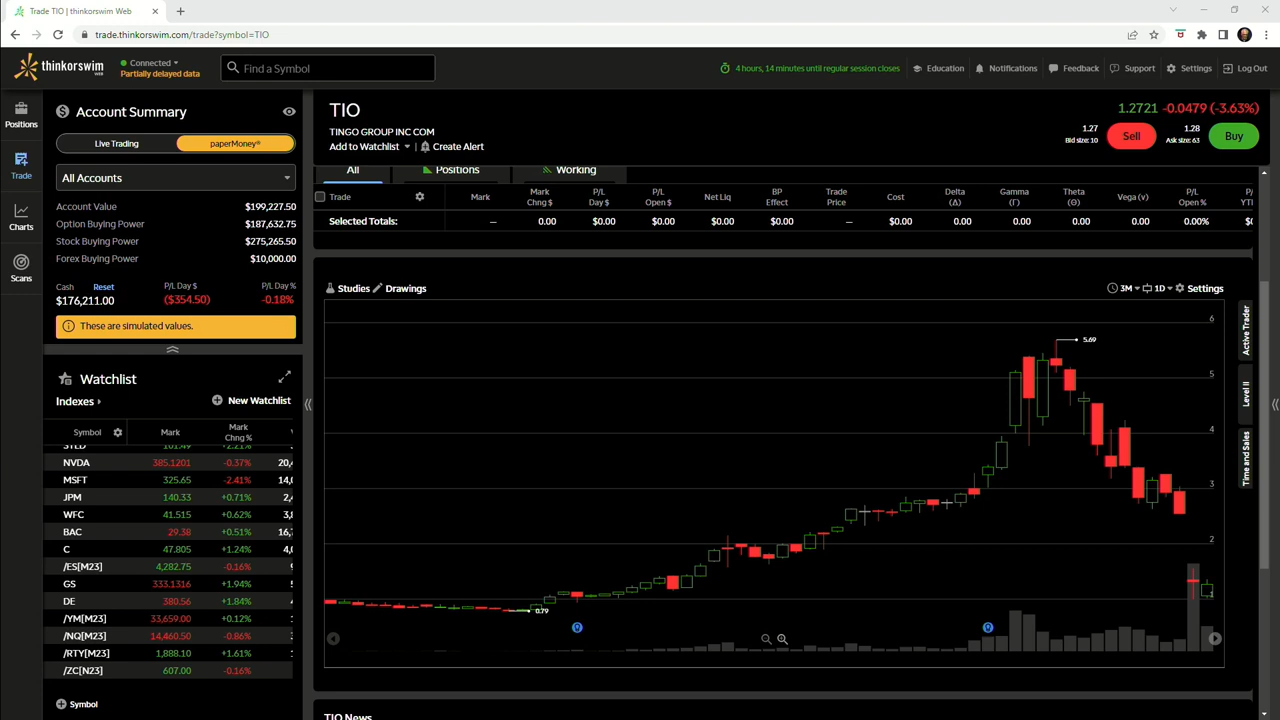 Trade TIO | thinkorswim Web
trade.thinkorswim.com/trade?symbol=TIO
thinkorswim
WEB
Connected
Partially delayed data
Find a Symbol
4 hours, 14 minutes until regular session closes
Education
Notifications
Feedback
Support
Settings
Log Out
Positions
Trade
Charts
Scans
Account Summary
Live Trading
paperMoney®
All Accounts
Account Value $199,227.50
Option Buying Power $187,632.75
Stock Buying Power $275,265.50
Forex Buying Power $10,000.00
Cash Reset P/L Day $ P/L Day %
$176,211.00 ($354.50) -0.18%
These are simulated values.
Watchlist
Indexes
New Watchlist
Symbol Mark Mark Chng %
NVDA 385.1201 -0.37% 20,
MSFT 325.65 -2.41% 14,
JPM 140.33 +0.71% 2,
WFC 41.515 +0.62% 3,
BAC 29.38 +0.51% 16,
C 47.805 +1.24% 4,
/ES[M23] 4,282.75 -0.16%
GS 333.1316 +1.94%
DE 380.56 +1.84%
/YM[M23] 33,659.00 +0.12%
/NQ[M23] 14,460.50 -0.86%
/RTY[M23] 1,888.10 +1.61%
/ZC[N23] 607.00 -0.16%
Symbol
TIO
TINGO GROUP INC COM
Add to Watchlist | Create Alert
1.2721 -0.0479 (-3.63%)
1.27
Bid size: 10
Sell
1.28
Ask size: 63
Buy
All
Positions
Working
Trade Mark Mark Chng $ P/L Day $ P/L Open $ Net Liq BP Effect Trade Price Cost Delta (Δ) Gamma (Γ) Theta (Θ) Vega (v) P/L Open % P/ YTI
Selected Totals: — 0.00 $0.00 $0.00 $0.00 $0.00 — $0.00 0.00 0.00 0.00 0.00 0.00% $0
Studies
Drawings
3M
1D
Settings
6
5.69
5
4
3
2
1
0.79
Active Trader
Level II
Time and Sales
TIO News